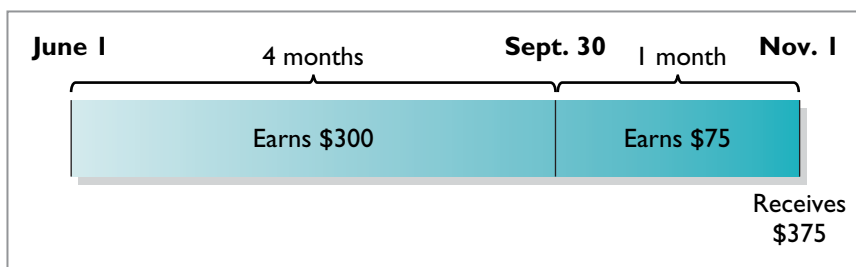 June 1
4 months
Sept. 30
1 month
Nov. 1
Earns $300
Earns $75
Receives
$375